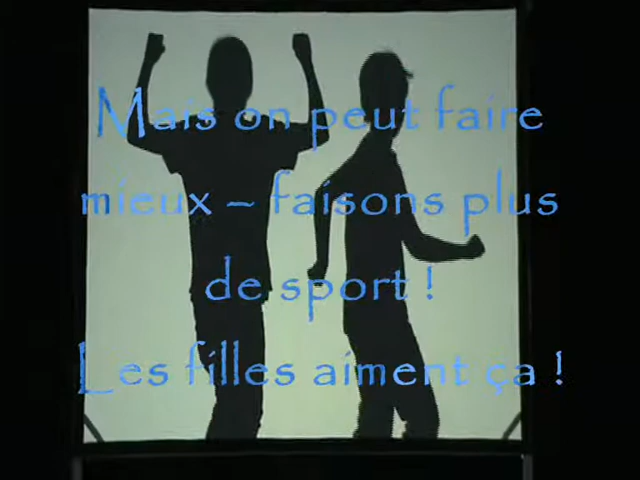 Mais on peut faire
mieux – faisons plus
de sport !
Les filles aiment ça !